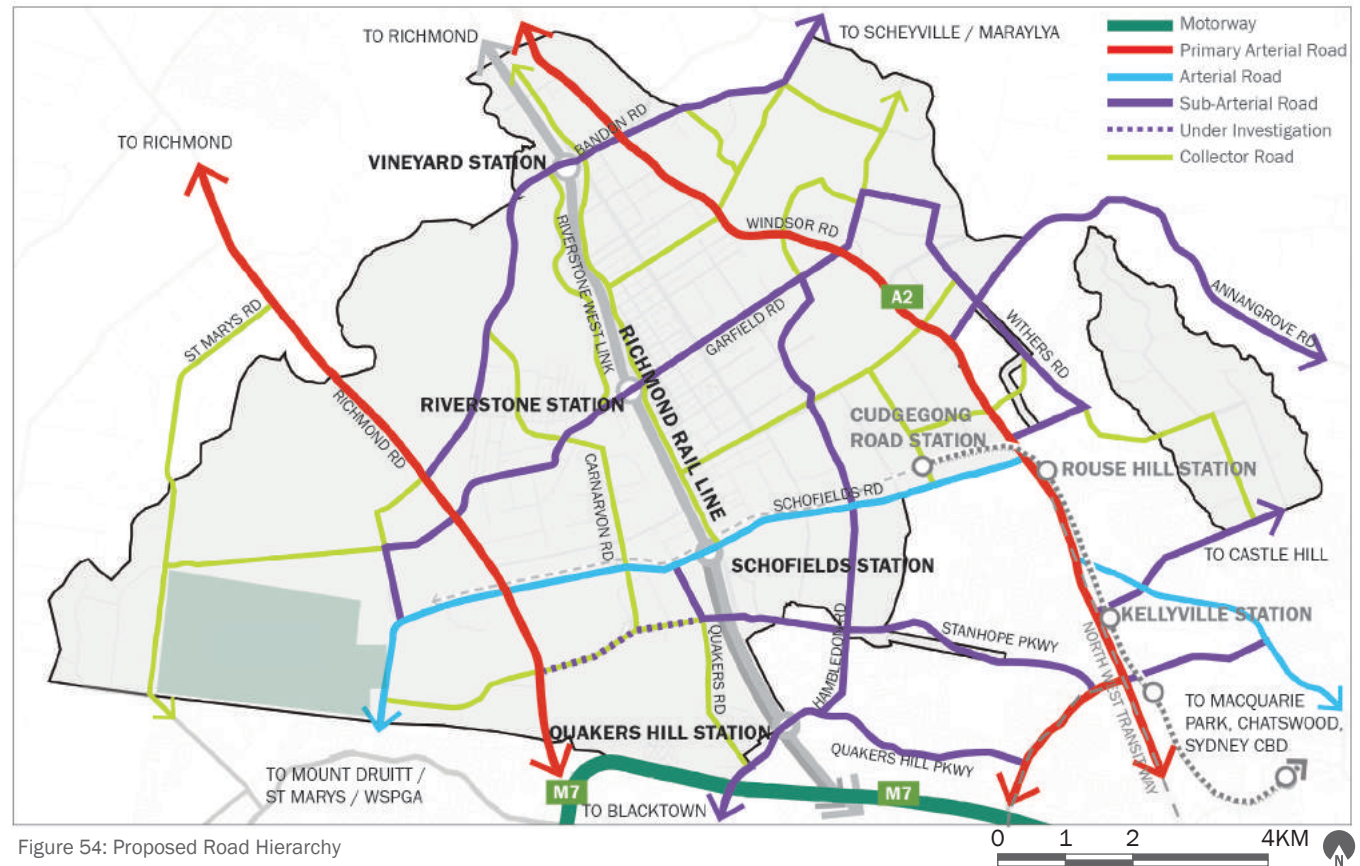 TO RICHMOND
TO SCHEYVILLE / MARAYLYA
Motorway
Primary Arterial Road
Arterial Road
Sub-Arterial Road
Under Investigation
Collector Road
TO RICHMOND
BANDON RD
VINEYARD STATION
WINDSOR RD
RIVERSTONE WEST LINK
A2
ANNANGROVE RD
ST MARYS RD
GARFIELD RD
WITHERS RD
RICHMOND RAIL LINE
RICHMOND RD
RIVERSTONE STATION
CUDGEGONG
ROAD STATION
ROUSE HILL STATION
CARNARVON RD
SCHOFIELDS RD
TO CASTLE HILL
SCHOFIELDS STATION
KELLYVILLE STATION
HAMBLEDON RD
STANHOPE PKWY
QUAKERS RD
NORTH WEST TRANSIT WAY
TO MACQUARIE
PARK, CHATSWOOD,
SYDNEY CBD
QUAKERS HILL STATION
QUAKERS HILL PKWY
TO MOUNT DRUITT /
ST MARYS / WSPGA
M7
TO BLACKTOWN
M7
Figure 54: Proposed Road Hierarchy
0 1 2 4KM
N